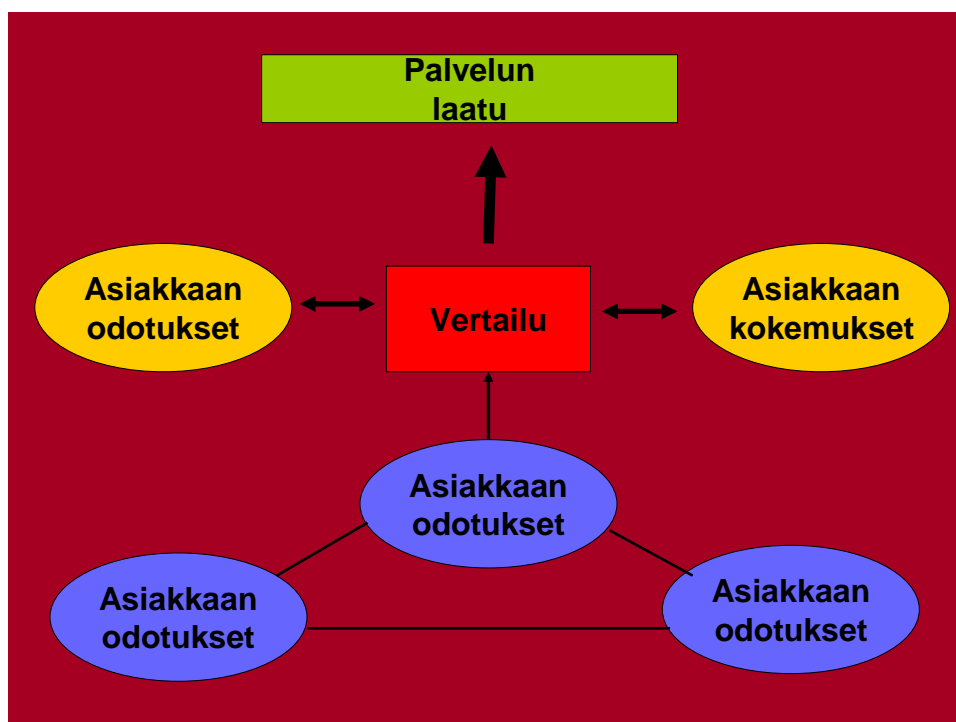 Palvelun
laatu
Asiakkaan
odotukset
Vertailu
Asiakkaan
kokemukset
Asiakkaan
odotukset
Asiakkaan
odotukset
Asiakkaan
odotukset